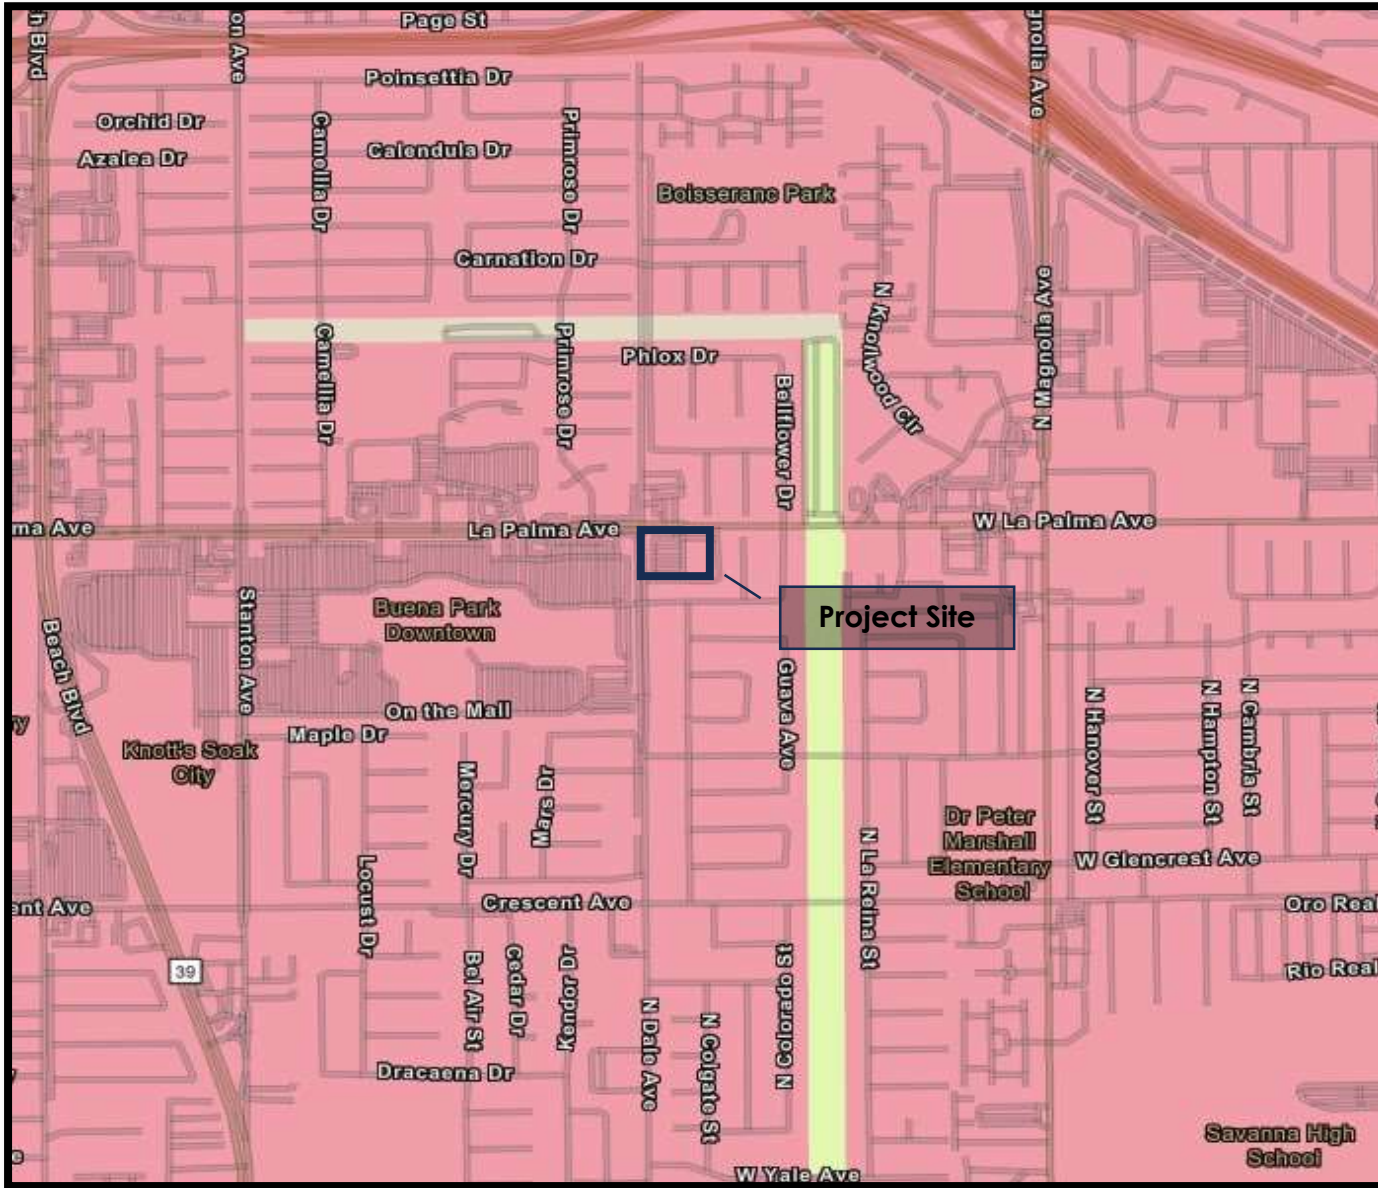 Page St
h Blvd
on Ave
gnolia Ave
Poinsettia Dr
Orchid Dr
Camellia Dr
Primrose Dr
Calendula Dr
Azalea Dr
Boisseranc Park
Carnation Dr
N Magnolia Ave
N Knollwood Cir
Camellia Dr
Primrose Dr
Phlox Dr
Bellflower Dr
ma Ave
La Palma Ave
W La Palma Ave
Project Site
Stanton Ave
Buena Park
Downtown
Beach Blvd
Guava Ave
N Hanover St
N Hampton St
N Cambria St
On the Mall
Maple Dr
Knott's Soak
City
Mercury Dr
Mars Dr
Dr Peter
Marshall
Elementary
School
N La Reina St
W Glencrest Ave
Locust Dr
ent Ave
Crescent Ave
Oro Real
39
Bel Air St
Cedar Dr
Kendor Dr
N Colorado St
Rio Real
N Dale Ave
N Colgate St
Dracaena Dr
Savanna High
School
W Yale Ave